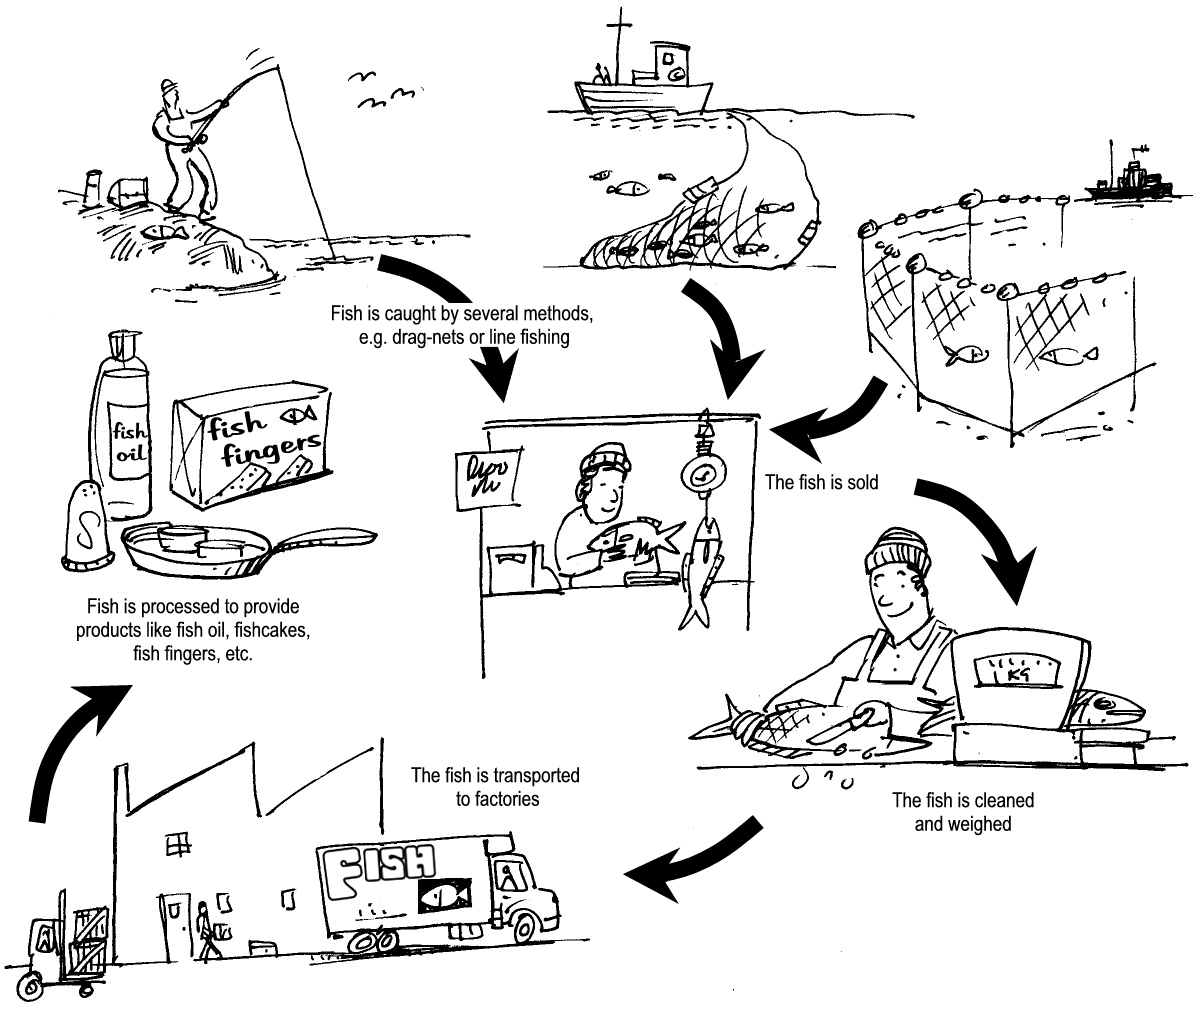 Fish is caught by several methods,
e.g. drag-nets or line fishing
fish
oil
fish
fingers
S
The fish is sold
Fish is processed to provide
products like fish oil, fishcakes,
fish fingers, etc.
KG
The fish is transported
to factories
The fish is cleaned
and weighed
FISH